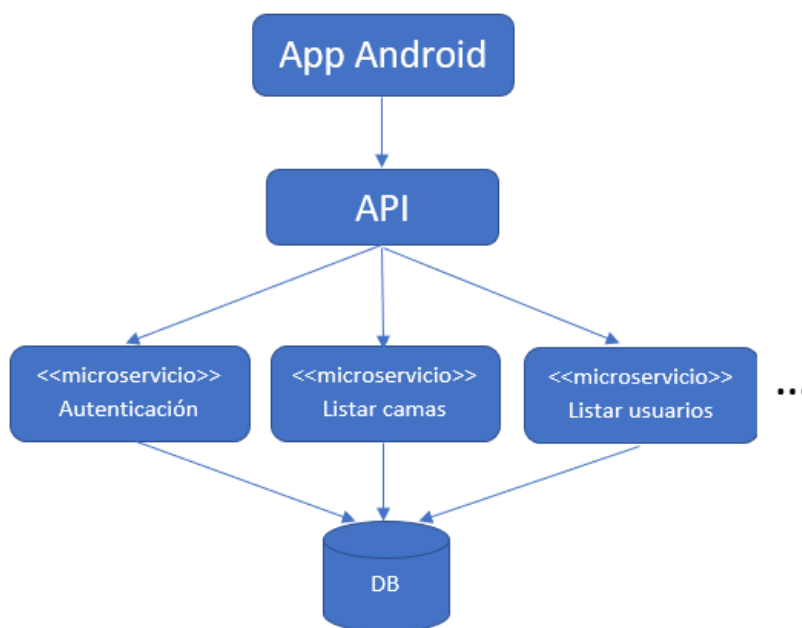 App Android
API
<<microservicio>>
Autenticación
<<microservicio>>
Listar camas
<<microservicio>>
Listar usuarios
...
DB